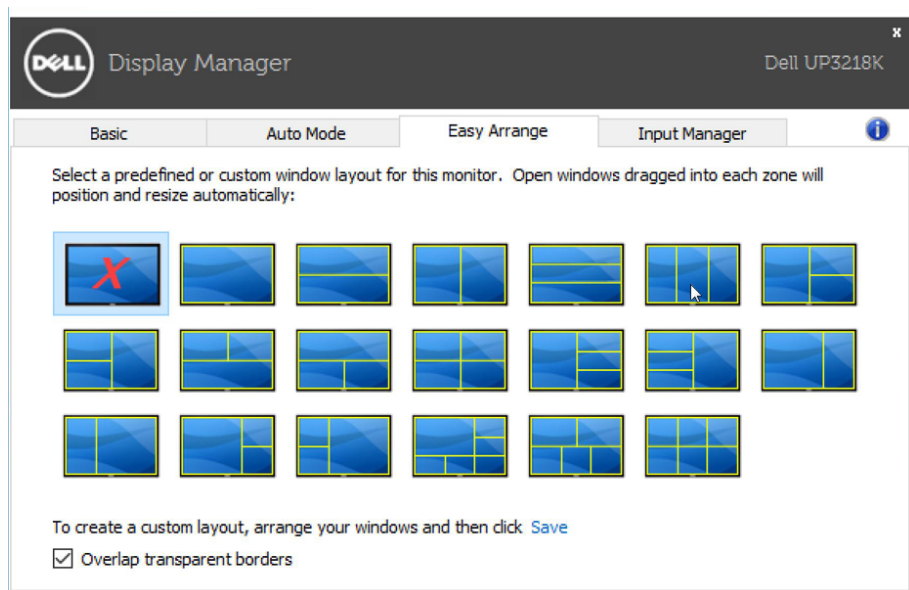 x
DELL Display Manager Dell UP3218K
Basic Auto Mode Easy Arrange Input Manager i
Select a predefined or custom window layout for this monitor. Open windows dragged into each zone will
position and resize automatically:
X
To create a custom layout, arrange your windows and then click Save
Overlap transparent borders